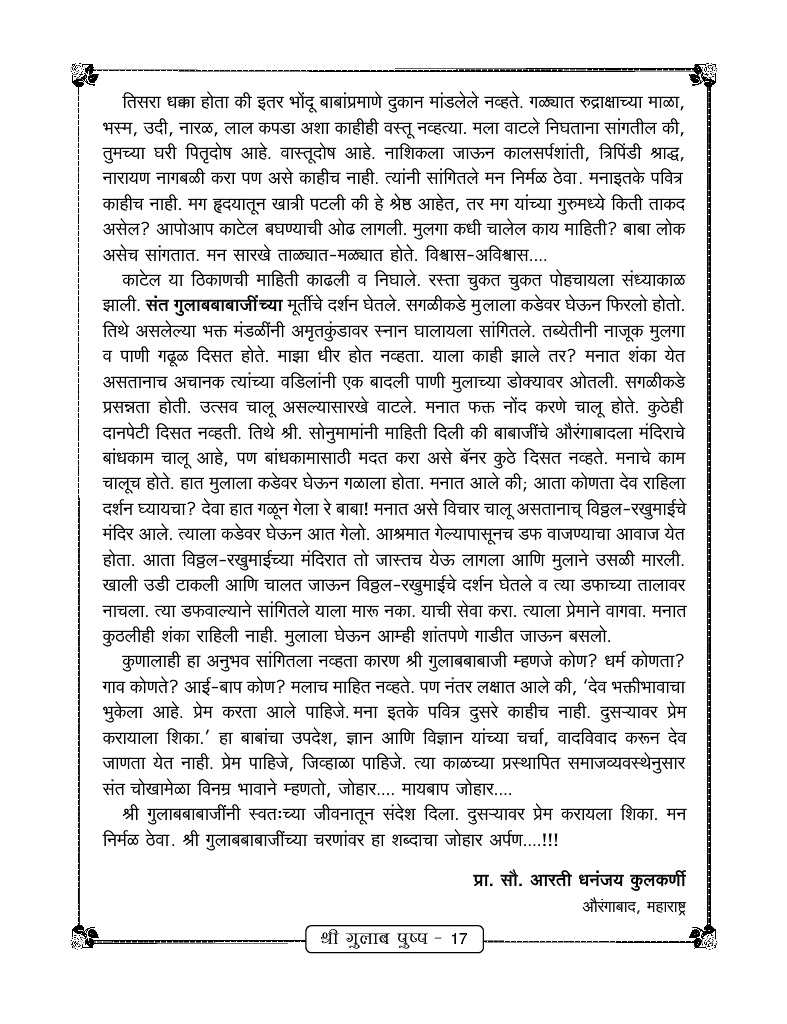 तिसरा धक्का होता की इतर भोंदू बाबांप्रमाणे दुकान मांडलेले नव्हते. गळ्यात रुद्राक्षाच्या माळा,
भस्म, उदी, नारळ, लाल कपडा अशा काहीही वस्तू नव्हत्या. मला वाटले निघताना सांगतील की,
तुमच्या घरी पितृदोष आहे. वास्तूदोष आहे. नाशिकला जाऊन कालसर्पशांती, त्रिपिंडी श्राद्ध,
नारायण नागबळी करा पण असे काहीच नाही. त्यांनी सांगितले मन निर्मळ ठेवा. मनाइतके पवित्र
काहीच नाही. मग हृदयातून खात्री पटली की हे श्रेष्ठ आहेत, तर मग यांच्या गुरुमध्ये किती ताकद
असेल? आपोआप काटेल बघण्याची ओढ लागली. मुलगा कधी चालेल काय माहिती? बाबा लोक
असेच सांगतात. मन सारखे ताळ्यात-मळ्यात होते. विश्वास-अविश्वास....
काटेल या ठिकाणची माहिती काढली व निघाले. रस्ता चुकत चुकत पोहचायला संध्याकाळ
झाली. संत गुलाबबाबाजींच्या मूर्तीचे दर्शन घेतले. सगळीकडे मुलाला कडेवर घेऊन फिरलो होतो.
तिथे असलेल्या भक्त मंडळींनी अमृतकुंडावर स्नान घालायला सांगितले. तब्येतीनी नाजूक मुलगा
व पाणी गढूळ दिसत होते. माझा धीर होत नव्हता. याला काही झाले तर? मनात शंका येत
असतानाच अचानक त्यांच्या वडिलांनी एक बादली पाणी मुलाच्या डोक्यावर ओतली. सगळीकडे
प्रसन्नता होती. उत्सव चालू असल्यासारखे वाटले. मनात फक्त नोंद करणे चालू होते. कुठेही
दानपेटी दिसत नव्हती. तिथे श्री. सोनुमामांनी माहिती दिली की बाबाजींचे औरंगाबादला मंदिराचे
बांधकाम चालू आहे, पण बांधकामासाठी मदत करा असे बॅनर कुठे दिसत नव्हते. मनाचे काम
चालूच होते. हात मुलाला कडेवर घेऊन गळाला होता. मनात आले की; आता कोणता देव राहिला
दर्शन घ्यायचा? देवा हात गळून गेला रे बाबा! मनात असे विचार चालू असतानाच् विठ्ठल-रखुमाईचे
मंदिर आले. त्याला कडेवर घेऊन आत गेलो. आश्रमात गेल्यापासूनच डफ वाजण्याचा आवाज येत
होता. आता विठ्ठल-रखुमाईच्या मंदिरात तो जास्तच येऊ लागला आणि मुलाने उसळी मारली.
खाली उडी टाकली आणि चालत जाऊन विठ्ठल-रखुमाईचे दर्शन घेतले व त्या डफाच्या तालावर
नाचला. त्या डफवाल्याने सांगितले याला मारू नका. याची सेवा करा. त्याला प्रेमाने वागवा. मनात
कुठलीही शंका राहिली नाही. मुलाला घेऊन आम्ही शांतपणे गाडीत जाऊन बसलो.
कुणालाही हा अनुभव सांगितला नव्हता कारण श्री गुलाबबाबाजी म्हणजे कोण? धर्म कोणता?
गाव कोणते? आई-बाप कोण? मलाच माहित नव्हते. पण नंतर लक्षात आले की, ‘देव भक्तीभावाचा
भुकेला आहे. प्रेम करता आले पाहिजे. मना इतके पवित्र दुसरे काहीच नाही. दुसऱ्यावर प्रेम
करायाला शिका.’ हा बाबांचा उपदेश, ज्ञान आणि विज्ञान यांच्या चर्चा, वादविवाद करून देव
जाणता येत नाही. प्रेम पाहिजे, जिव्हाळा पाहिजे. त्या काळच्या प्रस्थापित समाजव्यवस्थेनुसार
संत चोखामेळा विनम्र भावाने म्हणतो, जोहार.... मायबाप जोहार....
श्री गुलाबबाबाजींनी स्वतःच्या जीवनातून संदेश दिला. दुसऱ्यावर प्रेम करायला शिका. मन
निर्मळ ठेवा. श्री गुलाबबाबाजींच्या चरणांवर हा शब्दाचा जोहार अर्पण....!!!
प्रा. सौ. आरती धनंजय कुलकर्णी
औरंगाबाद, महाराष्ट्र
श्री गुलाब पुष्प - 17